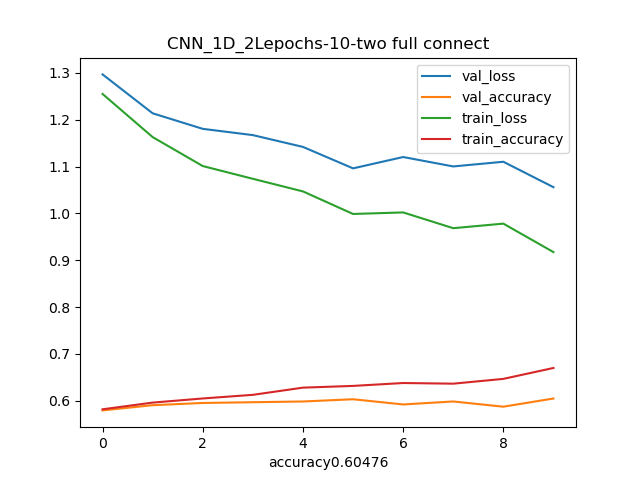 CNN_1D_2Lepochs-10-two full connect
val_loss
val_accuracy
train_loss
train_accuracy
1.3
1.2
1.1
1.0
0.9
0.8
0.7
0.6
0 2 4 6 8
accuracy0.60476